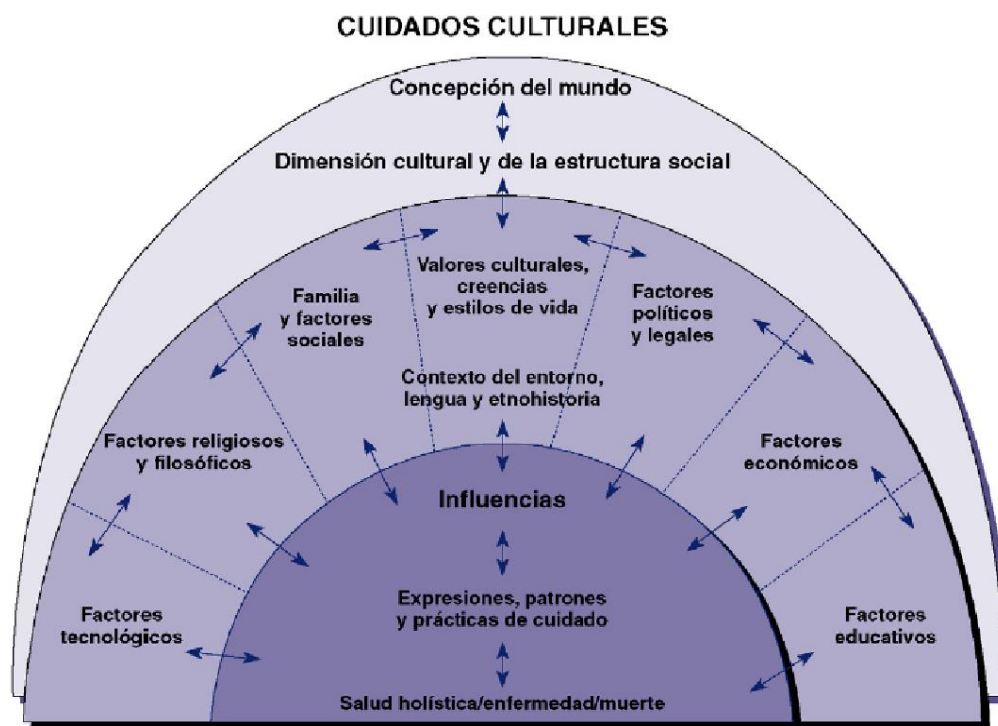 CUIDADOS CULTURALES
Concepción del mundo
Dimensión cultural y de la estructura social
Factores
tecnológicos
Factores religiosos
y filosóficos
Familia
y factores
sociales
Valores culturales,
creencias
y estilos de vida
Contexto del entorno,
lengua y etnohistoria
Factores
políticos
y legales
Factores
económicos
Factores
educativos
Influencias
Expresiones, patrones
y prácticas de cuidado
Salud holística/enfermedad/muerte